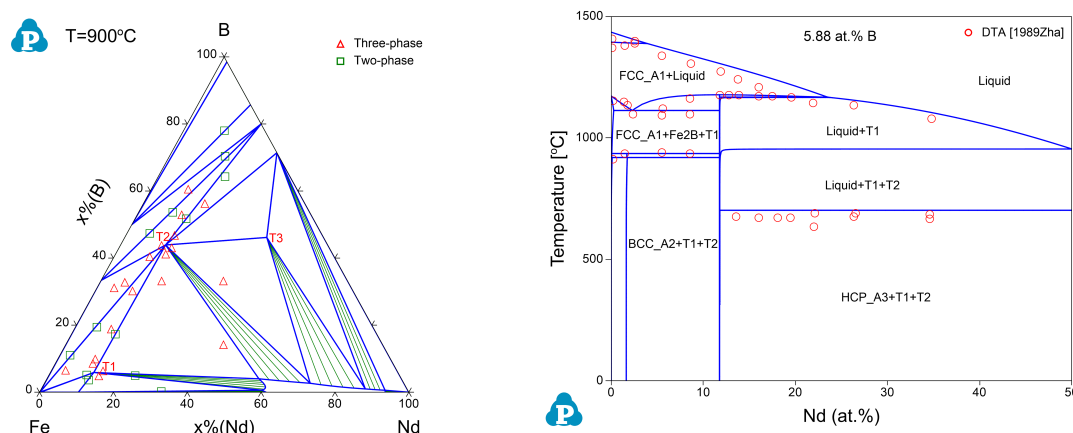 T=900°C
B
100
Three-phase
Two-phase
80
60
x%(B)
T2
T3
40
20
T1
0
0
20
40
60
80
100
Fe
x%(Nd)
Nd
P
1500
5.88 at.% B
DTA [1989Zha]
FCC_A1+Liquid
Liquid
1000
FCC_A1+Fe2B+T1
Liquid+T1
Temperature [°C]
Liquid+T1+T2
BCC_A2+T1+T2
500
HCP_A3+T1+T2
0
0
10
20
30
40
50
Nd (at.%)
P